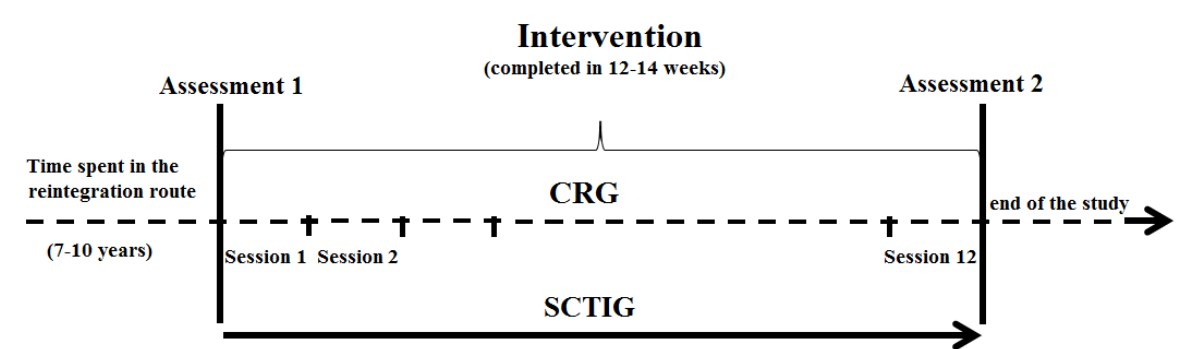 Intervention
(completed in 12-14 weeks)
Assessment 1
Assessment 2
Time spent in the
reintegration route
CRG
end of the study
(7-10 years)
Session 1 Session 2
Session 12
SCTIG